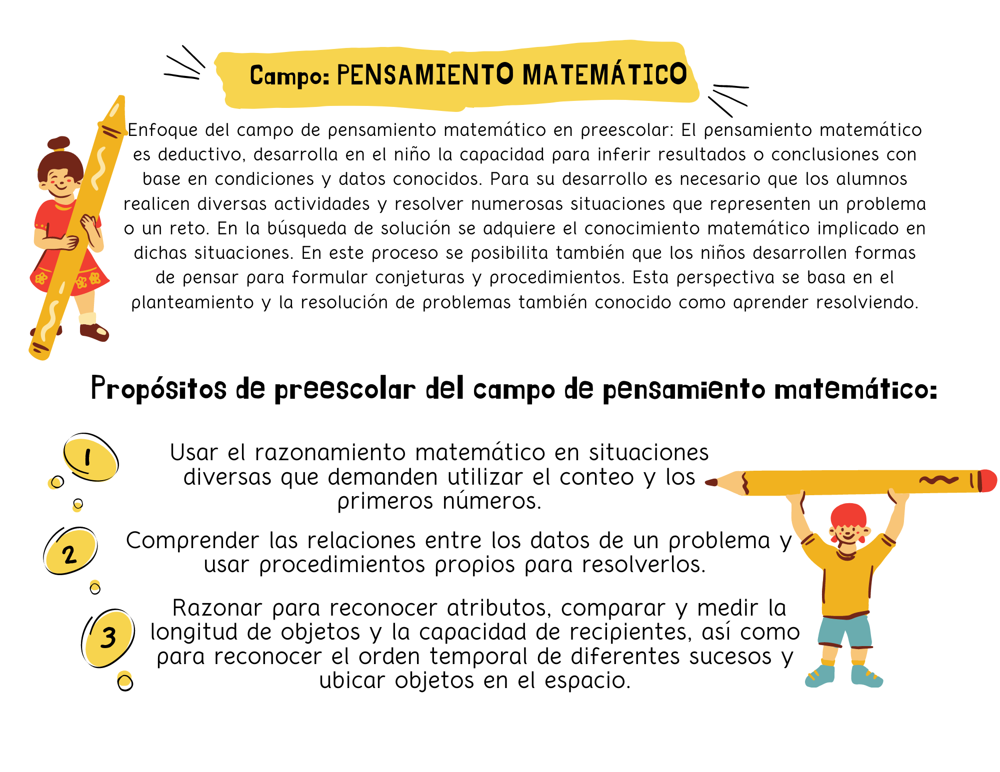 Campo: PENSAMIENTO MATEMÁTICO
Enfoque del campo de pensamiento matemático en preescolar: El pensamiento matemático
es deductivo, desarrolla en el niño la capacidad para inferir resultados o conclusiones con
base en condiciones y datos conocidos. Para su desarrollo es necesario que los alumnos
realicen diversas actividades y resolver numerosas situaciones que representen un problema
o un reto. En la búsqueda de solución se adquiere el conocimiento matemático implicado en
dichas situaciones. En este proceso se posibilita también que los niños desarrollen formas
de pensar para formular conjeturas y procedimientos. Esta perspectiva se basa en el
planteamiento y la resolución de problemas también conocido como aprender resolviendo.
Propósitos de preescolar del campo de pensamiento matemático:
1
Usar el razonamiento matemático en situaciones
diversas que demanden utilizar el conteo y los
primeros números.
2
Comprender las relaciones entre los datos de un problema y
usar procedimientos propios para resolverlos.
3
Razonar para reconocer atributos, comparar y medir la
longitud de objetos y la capacidad de recipientes, así como
para reconocer el orden temporal de diferentes sucesos y
ubicar objetos en el espacio.